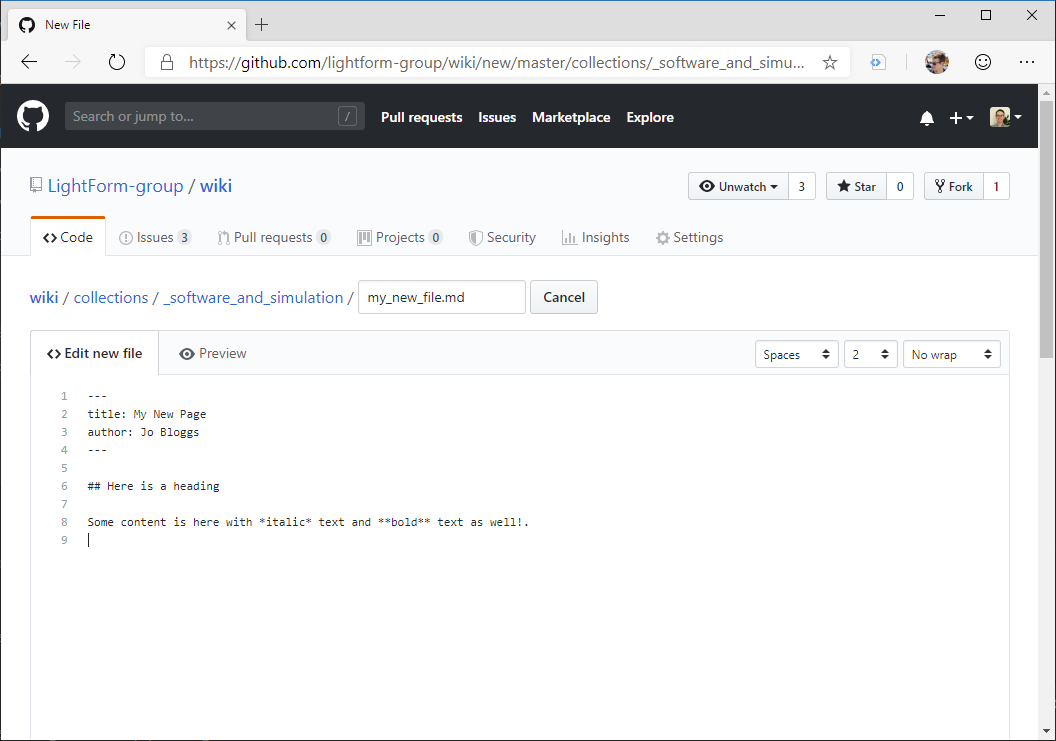 New File
https://github.com/lightform-group/wiki/new/master/collections/_software_and_simu...
Search or jump to... / Pull requests Issues Marketplace Explore
LightForm-group / wiki Unwatch 3 Star 0 Fork 1
Code Issues 3 Pull requests 0 Projects 0 Security Insights Settings
wiki / collections / _software_and_simulation / my_new_file.md Cancel
Edit new file Preview Spaces 2 No wrap
1 ---
2 title: My New Page
3 author: Jo Bloggs
4 ---
5
6 ## Here is a heading
7
8 Some content is here with *italic* text and **bold** text as well!.
9